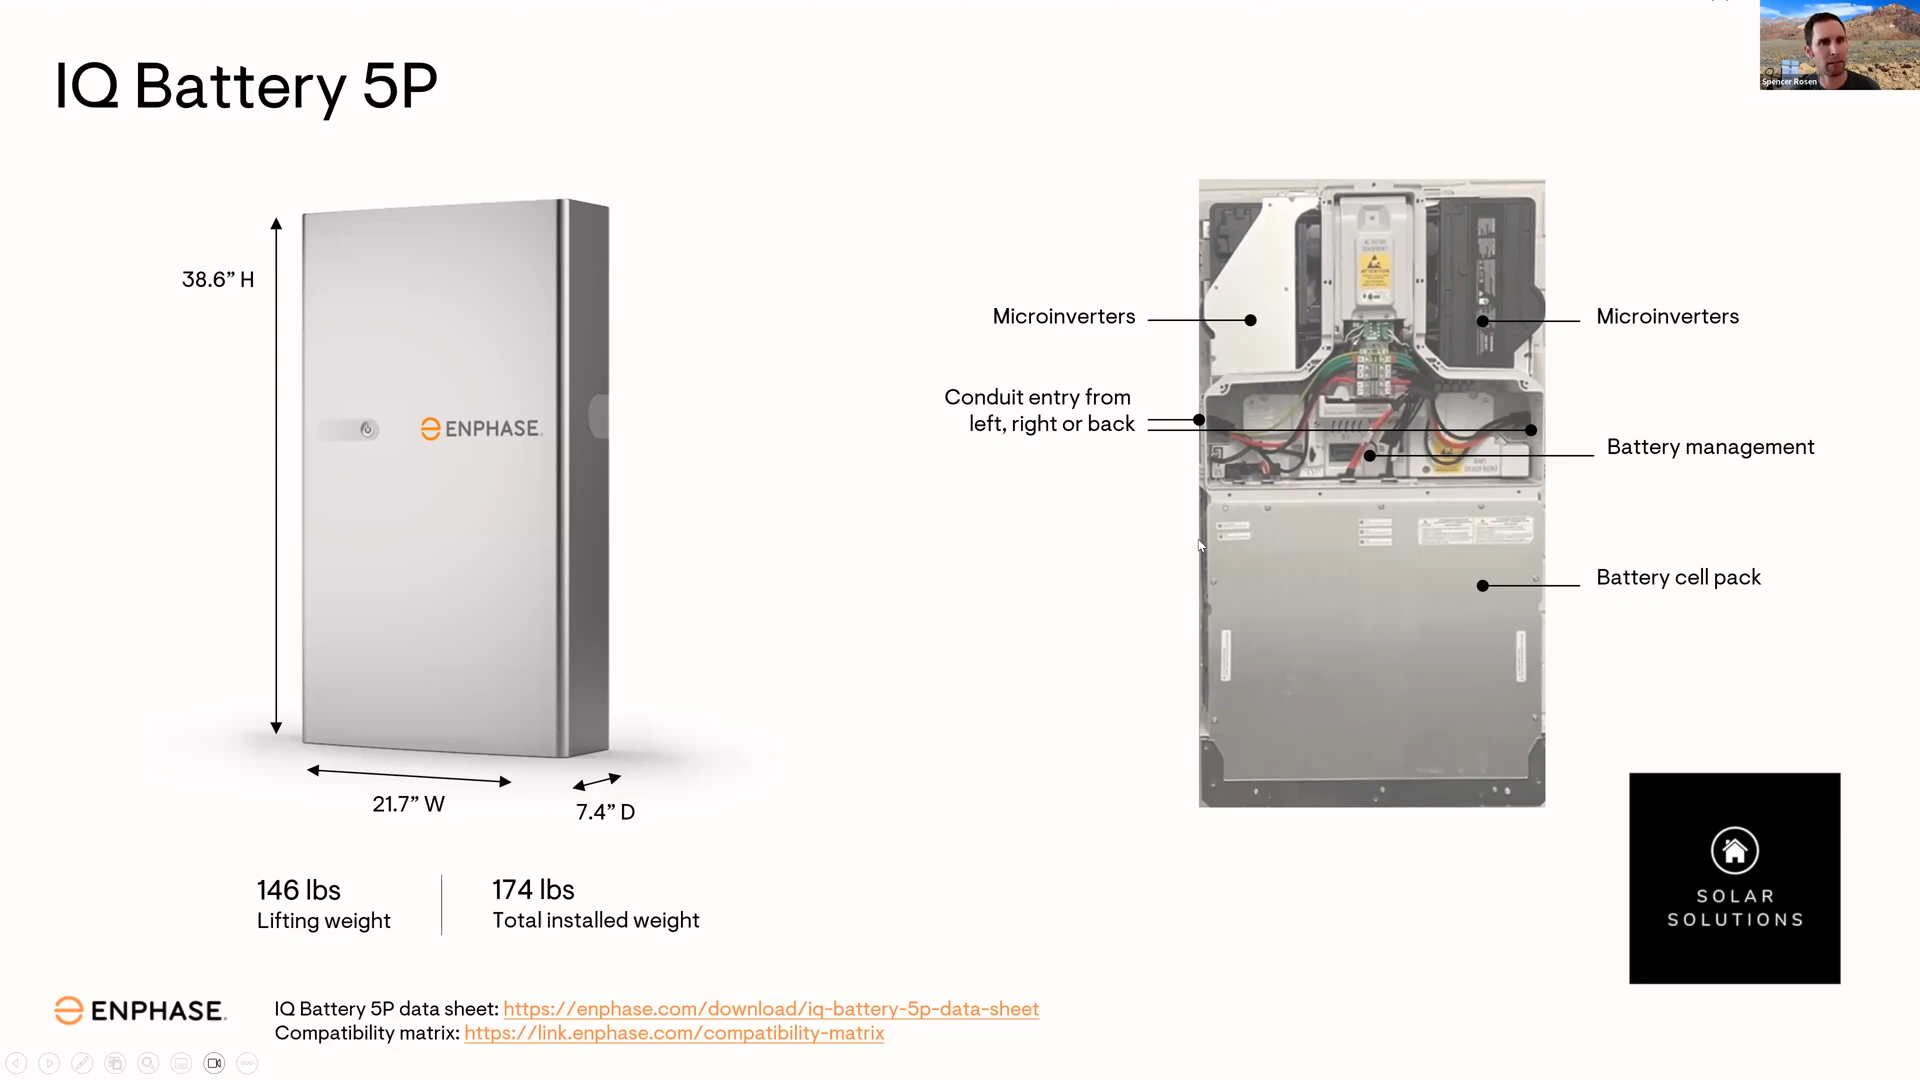 IQ Battery 5P
Spencer Rosen
38.6” H
ENPHASE.
21.7” W
7.4” D
146 lbs
Lifting weight
174 lbs
Total installed weight
Microinverters
Microinverters
Conduit entry from
left, right or back
Battery management
Battery cell pack
ATTENTION
SOLAR
SOLUTIONS
ENPHASE.
IQ Battery 5P data sheet: https://enphase.com/download/iq-battery-5p-data-sheet
Compatibility matrix: https://link.enphase.com/compatibility-matrix